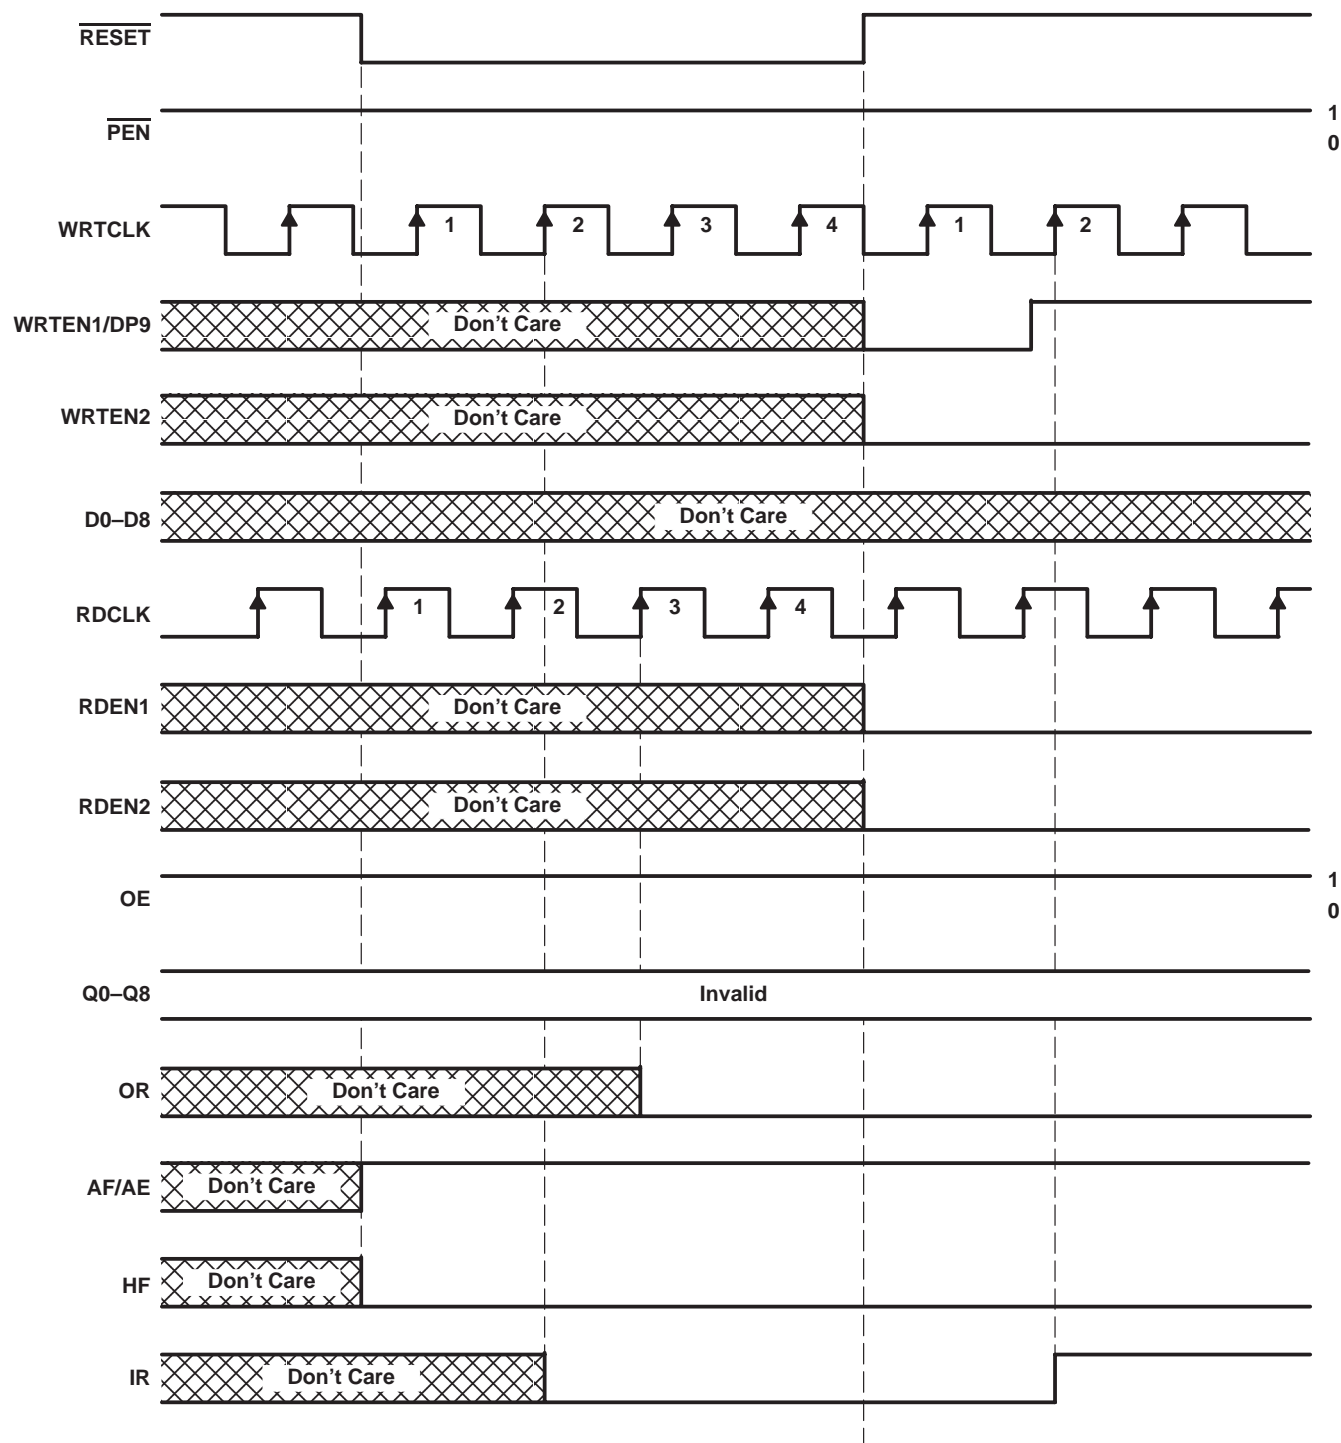 RESET
PEN
1
0
WRTCLK
1 2 3 4 1 2
WRTEN1/DP9
Don't Care
WRTEN2
Don't Care
D0–D8
Don't Care
RDCLK
1 2 3 4
RDEN1
Don't Care
RDEN2
Don't Care
OE
1
0
Q0–Q8
Invalid
OR
Don't Care
AF/AE
Don't Care
HF
Don't Care
IR
Don't Care